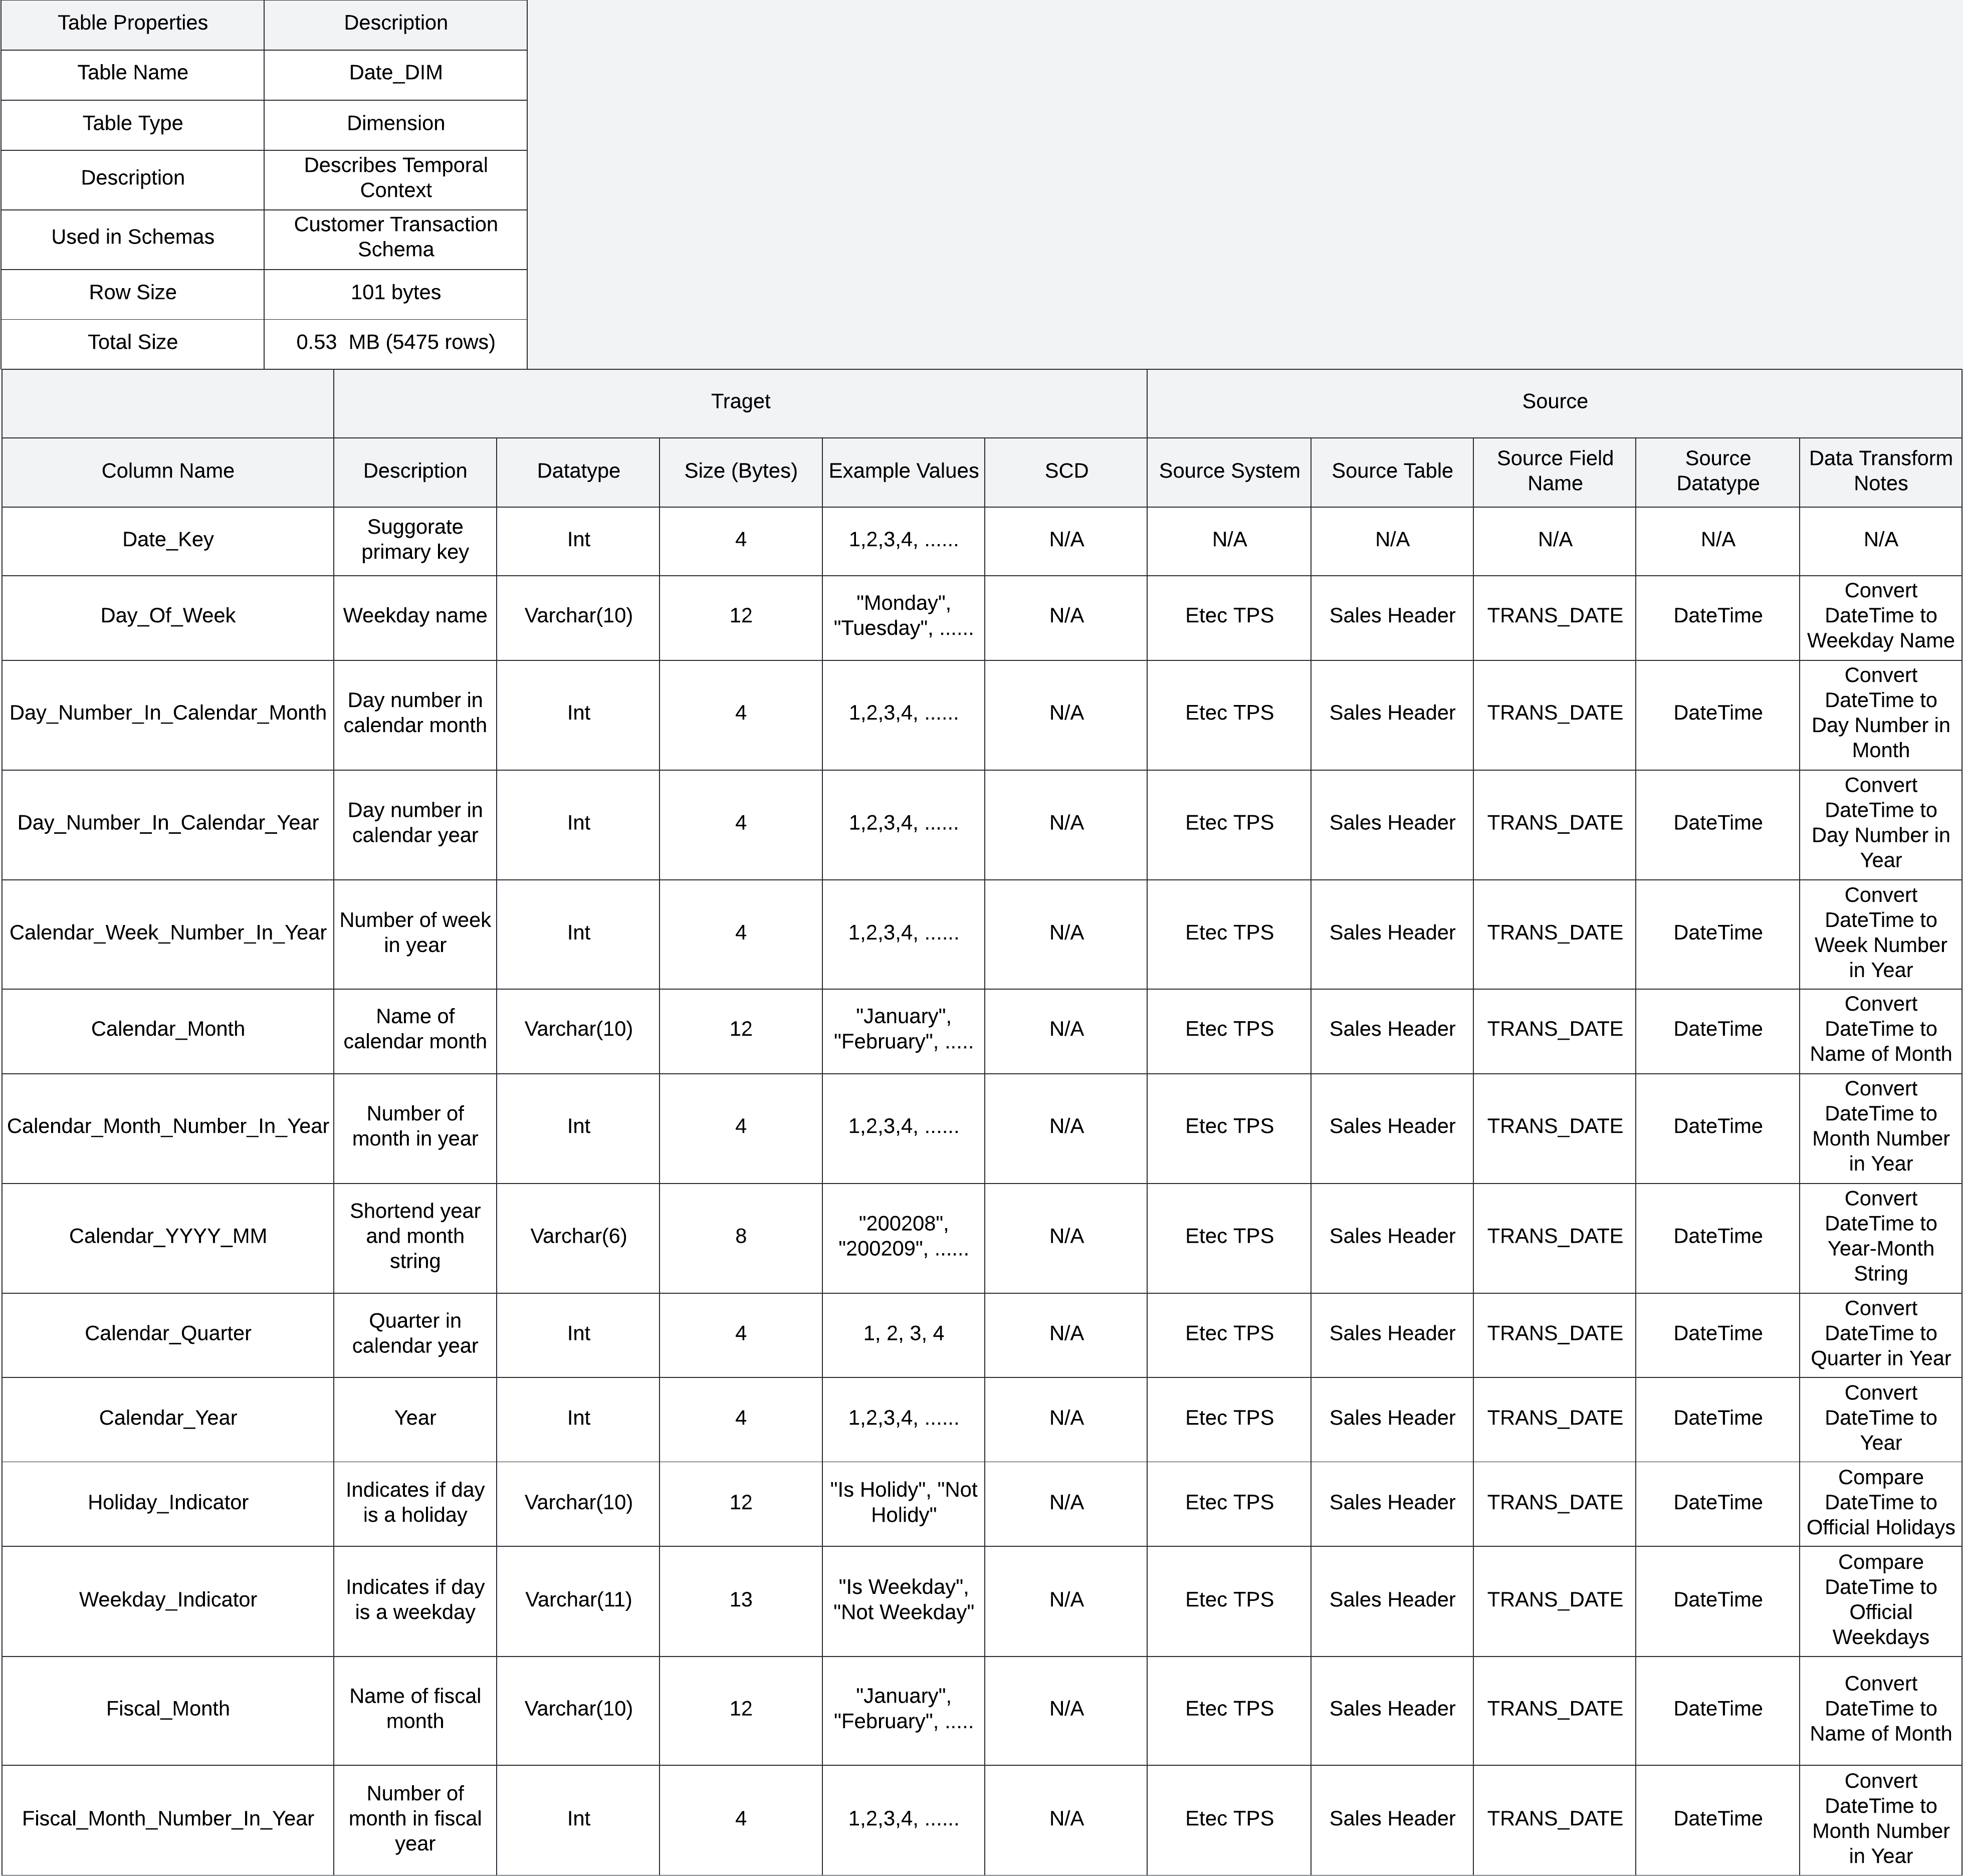 Table Properties
Description
Table Name
Date_DIM
Table Type
Dimension
Description
Describes Temporal
Context
Used in Schemas
Customer Transaction
Schema
Row Size
101 bytes
Total Size
0.53  MB (5475 rows)
Traget
Source
Column Name
Description
Datatype
Size (Bytes)
Example Values
SCD
Source System
Source Table
Source Field
Name
Source
Datatype
Data Transform
Notes
Date_Key
Suggorate
primary key
Int
4
1,2,3,4, ......
N/A
N/A
N/A
N/A
N/A
N/A
Day_Of_Week
Weekday name
Varchar(10)
12
"Monday",
"Tuesday", ......
N/A
Etec TPS
Sales Header
TRANS_DATE
DateTime
Convert
DateTime to
Weekday Name
Day_Number_In_Calendar_Month
Day number in
calendar month
Int
4
1,2,3,4, ......
N/A
Etec TPS
Sales Header
TRANS_DATE
DateTime
Convert
DateTime to
Day Number in
Month
Day_Number_In_Calendar_Year
Day number in
calendar year
Int
4
1,2,3,4, ......
N/A
Etec TPS
Sales Header
TRANS_DATE
DateTime
Convert
DateTime to
Day Number in
Year
Calendar_Week_Number_In_Year
Number of week
in year
Int
4
1,2,3,4, ......
N/A
Etec TPS
Sales Header
TRANS_DATE
DateTime
Convert
DateTime to
Week Number
in Year
Calendar_Month
Name of
calendar month
Varchar(10)
12
"January",
"February", .....
N/A
Etec TPS
Sales Header
TRANS_DATE
DateTime
Convert
DateTime to
Name of Month
Calendar_Month_Number_In_Year
Number of
month in year
Int
4
1,2,3,4, ......
N/A
Etec TPS
Sales Header
TRANS_DATE
DateTime
Convert
DateTime to
Month Number
in Year
Calendar_YYYY_MM
Shortend year
and month
string
Varchar(6)
8
"200208",
"200209", ......
N/A
Etec TPS
Sales Header
TRANS_DATE
DateTime
Convert
DateTime to
Year-Month
String
Calendar_Quarter
Quarter in
calendar year
Int
4
1, 2, 3, 4
N/A
Etec TPS
Sales Header
TRANS_DATE
DateTime
Convert
DateTime to
Quarter in Year
Calendar_Year
Year
Int
4
1,2,3,4, ......
N/A
Etec TPS
Sales Header
TRANS_DATE
DateTime
Convert
DateTime to
Year
Holiday_Indicator
Indicates if day
is a holiday
Varchar(10)
12
"Is Holidy", "Not
Holidy"
N/A
Etec TPS
Sales Header
TRANS_DATE
DateTime
Compare
DateTime to
Official Holidays
Weekday_Indicator
Indicates if day
is a weekday
Varchar(11)
13
"Is Weekday",
"Not Weekday"
N/A
Etec TPS
Sales Header
TRANS_DATE
DateTime
Compare
DateTime to
Official
Weekdays
Fiscal_Month
Name of fiscal
month
Varchar(10)
12
"January",
"February", .....
N/A
Etec TPS
Sales Header
TRANS_DATE
DateTime
Convert
DateTime to
Name of Month
Fiscal_Month_Number_In_Year
Number of
month in fiscal
year
Int
4
1,2,3,4, ......
N/A
Etec TPS
Sales Header
TRANS_DATE
DateTime
Convert
DateTime to
Month Number
in Year